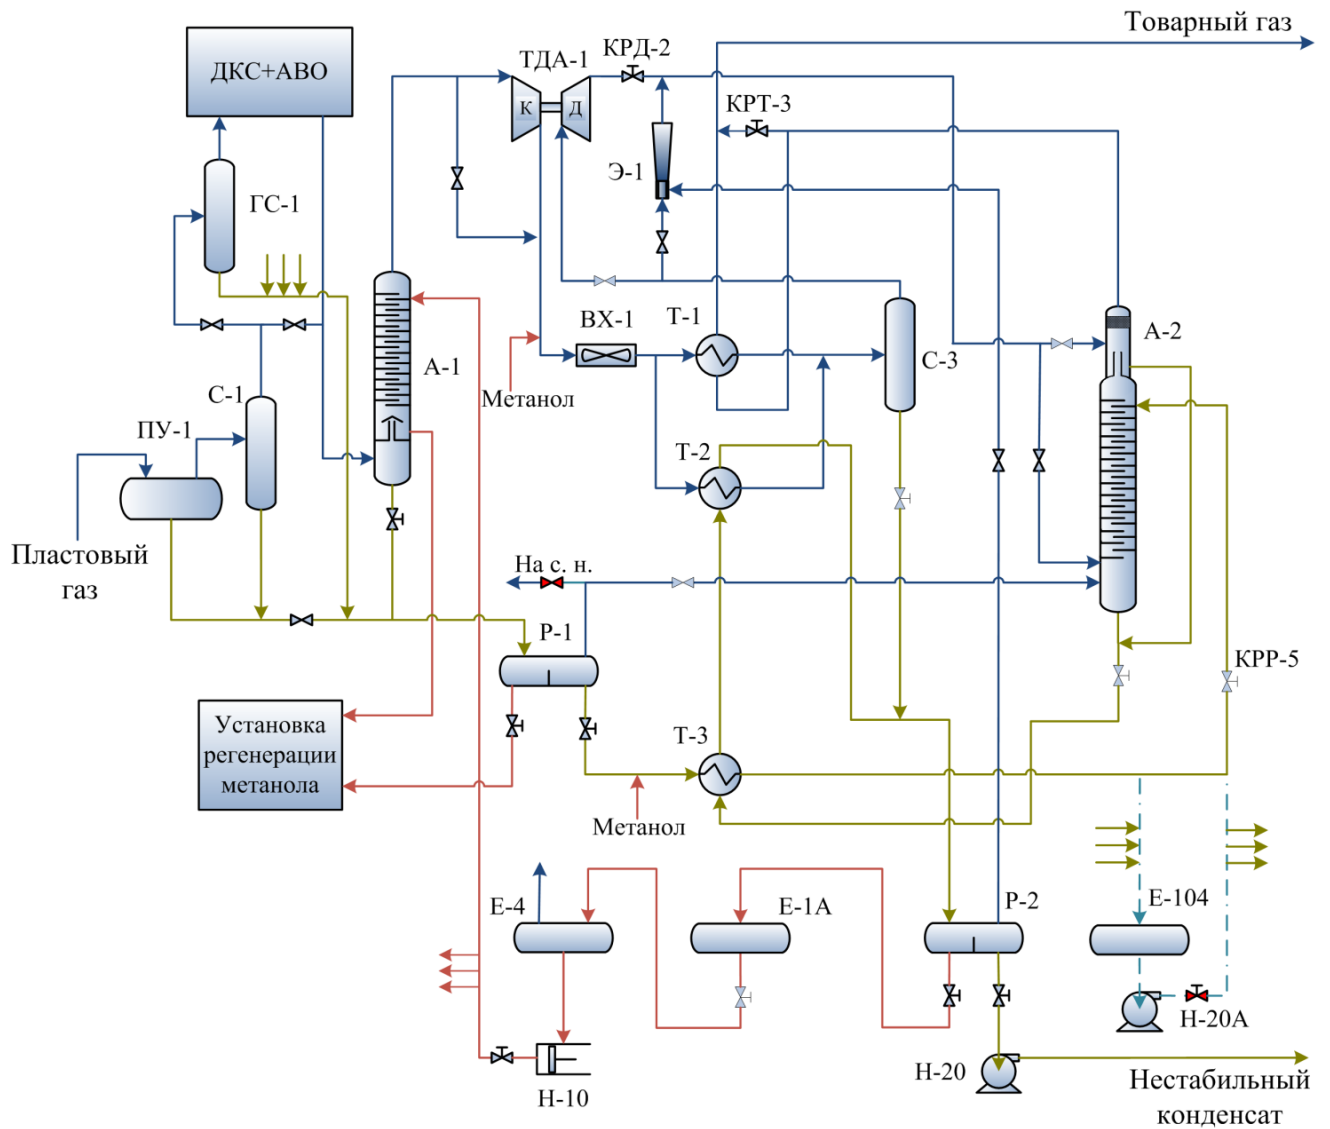 Товарный газ
ДКС+АВО
ТДА-1
КРД-2
К
Д
КРТ-3
Э-1
ГС-1
ВХ-1
Т-1
А-2
С-3
А-1
Метанол
С-1
ПУ-1
Т-2
Пластовый
газ
На с. н.
Р-1
КРР-5
Установка
регенерации
метанола
Т-3
Метанол
Е-4
Е-1А
Р-2
Е-104
Н-20А
Н-20
Н-10
Нестабильный
конденсат